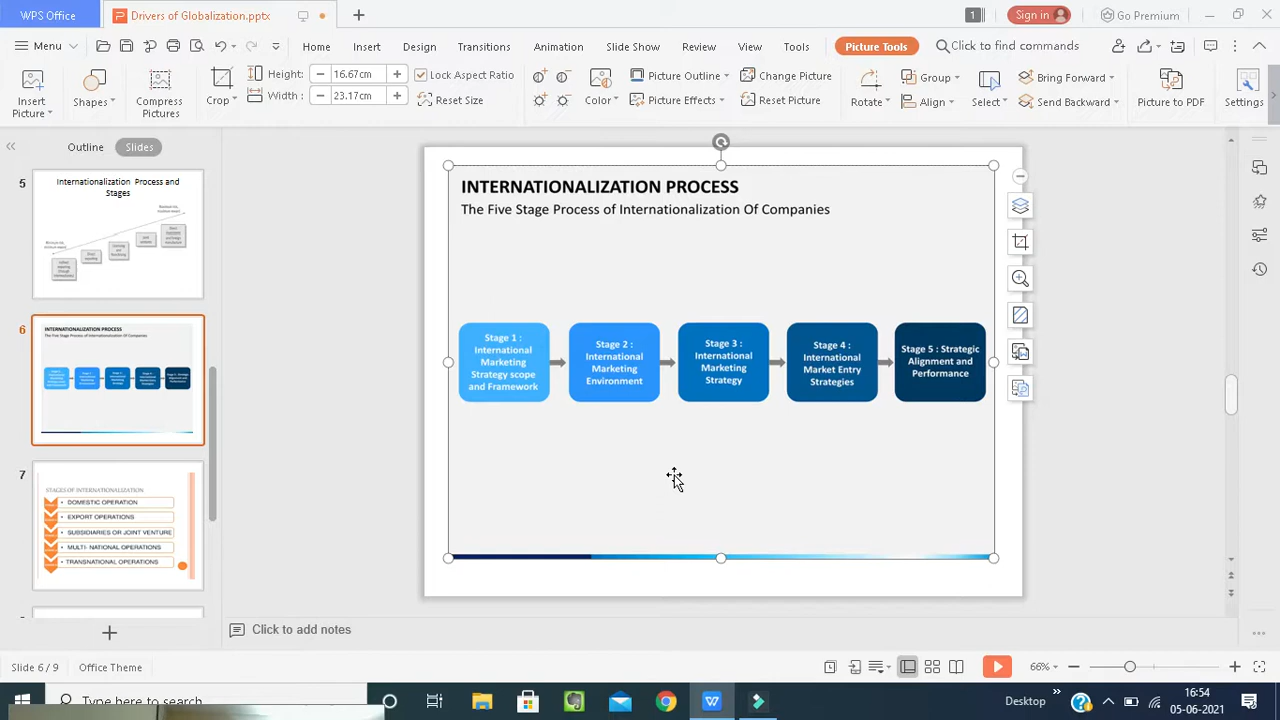 WPS Office
Drivers of Globalization.pptx
1
Sign in
Go Premium
Menu
Home
Insert
Design
Transition:
Animation
Slide Show
Review
View
Tools
Picture Tools
Click to find commands
Insert
Picture
Shapes
Compress
Pictures
Crop
Height:
16.67cm
Lock Aspect Ratio
Width :
23.17cm
Reset Size
Color
Picture Outline
Change Picture
Picture Effects
Reset Picture
Rotate
Group
Align
Select
Bring Forward
Send Backward
Picture to PDF
Settings
Outline
Slides
5
Internationalization Process and
Stages
6
INTERNATIONALIZATION PROCESS
The Five Stage Process of Internationalization Of Companies
7
STAGES OF INTERNATIONALIZATION
• DOMESTIC OPERATION
• EXPORT OPERATIONS
• SUBSIDIARIES OR JOINT VENTURE
• MULTI- NATIONAL OPERATIONS
• TRANSNATIONAL OPERATIONS
INTERNATIONALIZATION PROCESS
The Five Stage Process of Internationalization Of Companies
Stage 1 :
International
Marketing
Strategy scope
and Framework
Stage 2 :
International
Marketing
Environment
Stage 3 :
International
Marketing
Strategy
Stage 4 :
International
Market Entry
Strategies
Stage 5 : Strategic
Alignment and
Performance
Click to add notes
Slide 6 / 9
Office Theme
66%
Type here to search
Desktop
16:54
05-06-2021